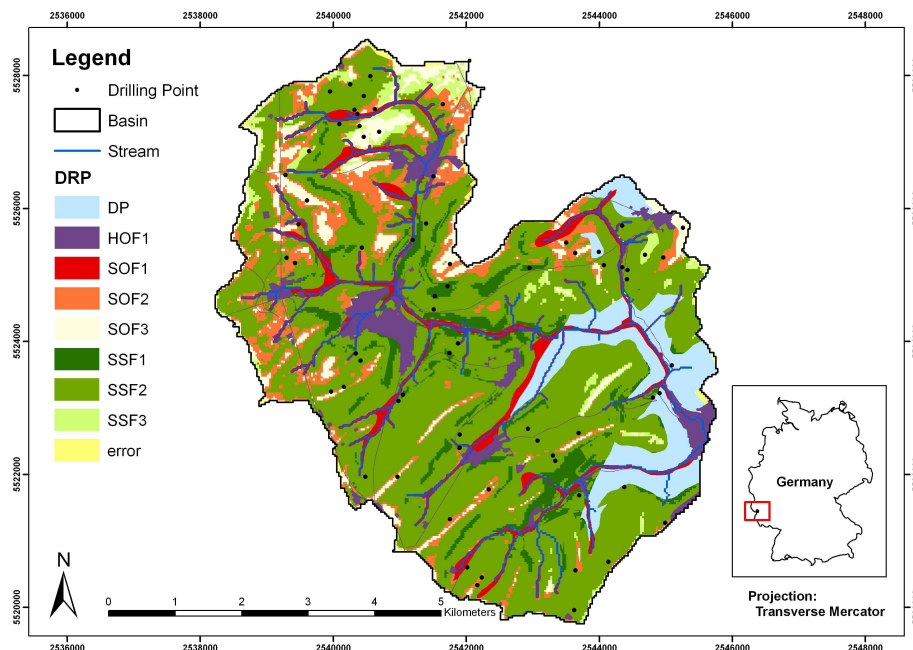 2536000 2538000 2540000 2542000 2544000 2546000 2548000
Legend
Drilling Point
Basin
Stream
DRP
DP
HOF1
SOF1
SOF2
SOF3
SSF1
SSF2
SSF3
error
5528000
5526000
5524000
5522000
5520000
N
0 1 2 3 4 5
Kilometers
Germany
Projection:
Transverse Mercator
2536000 2538000 2540000 2542000 2544000 2546000 2548000